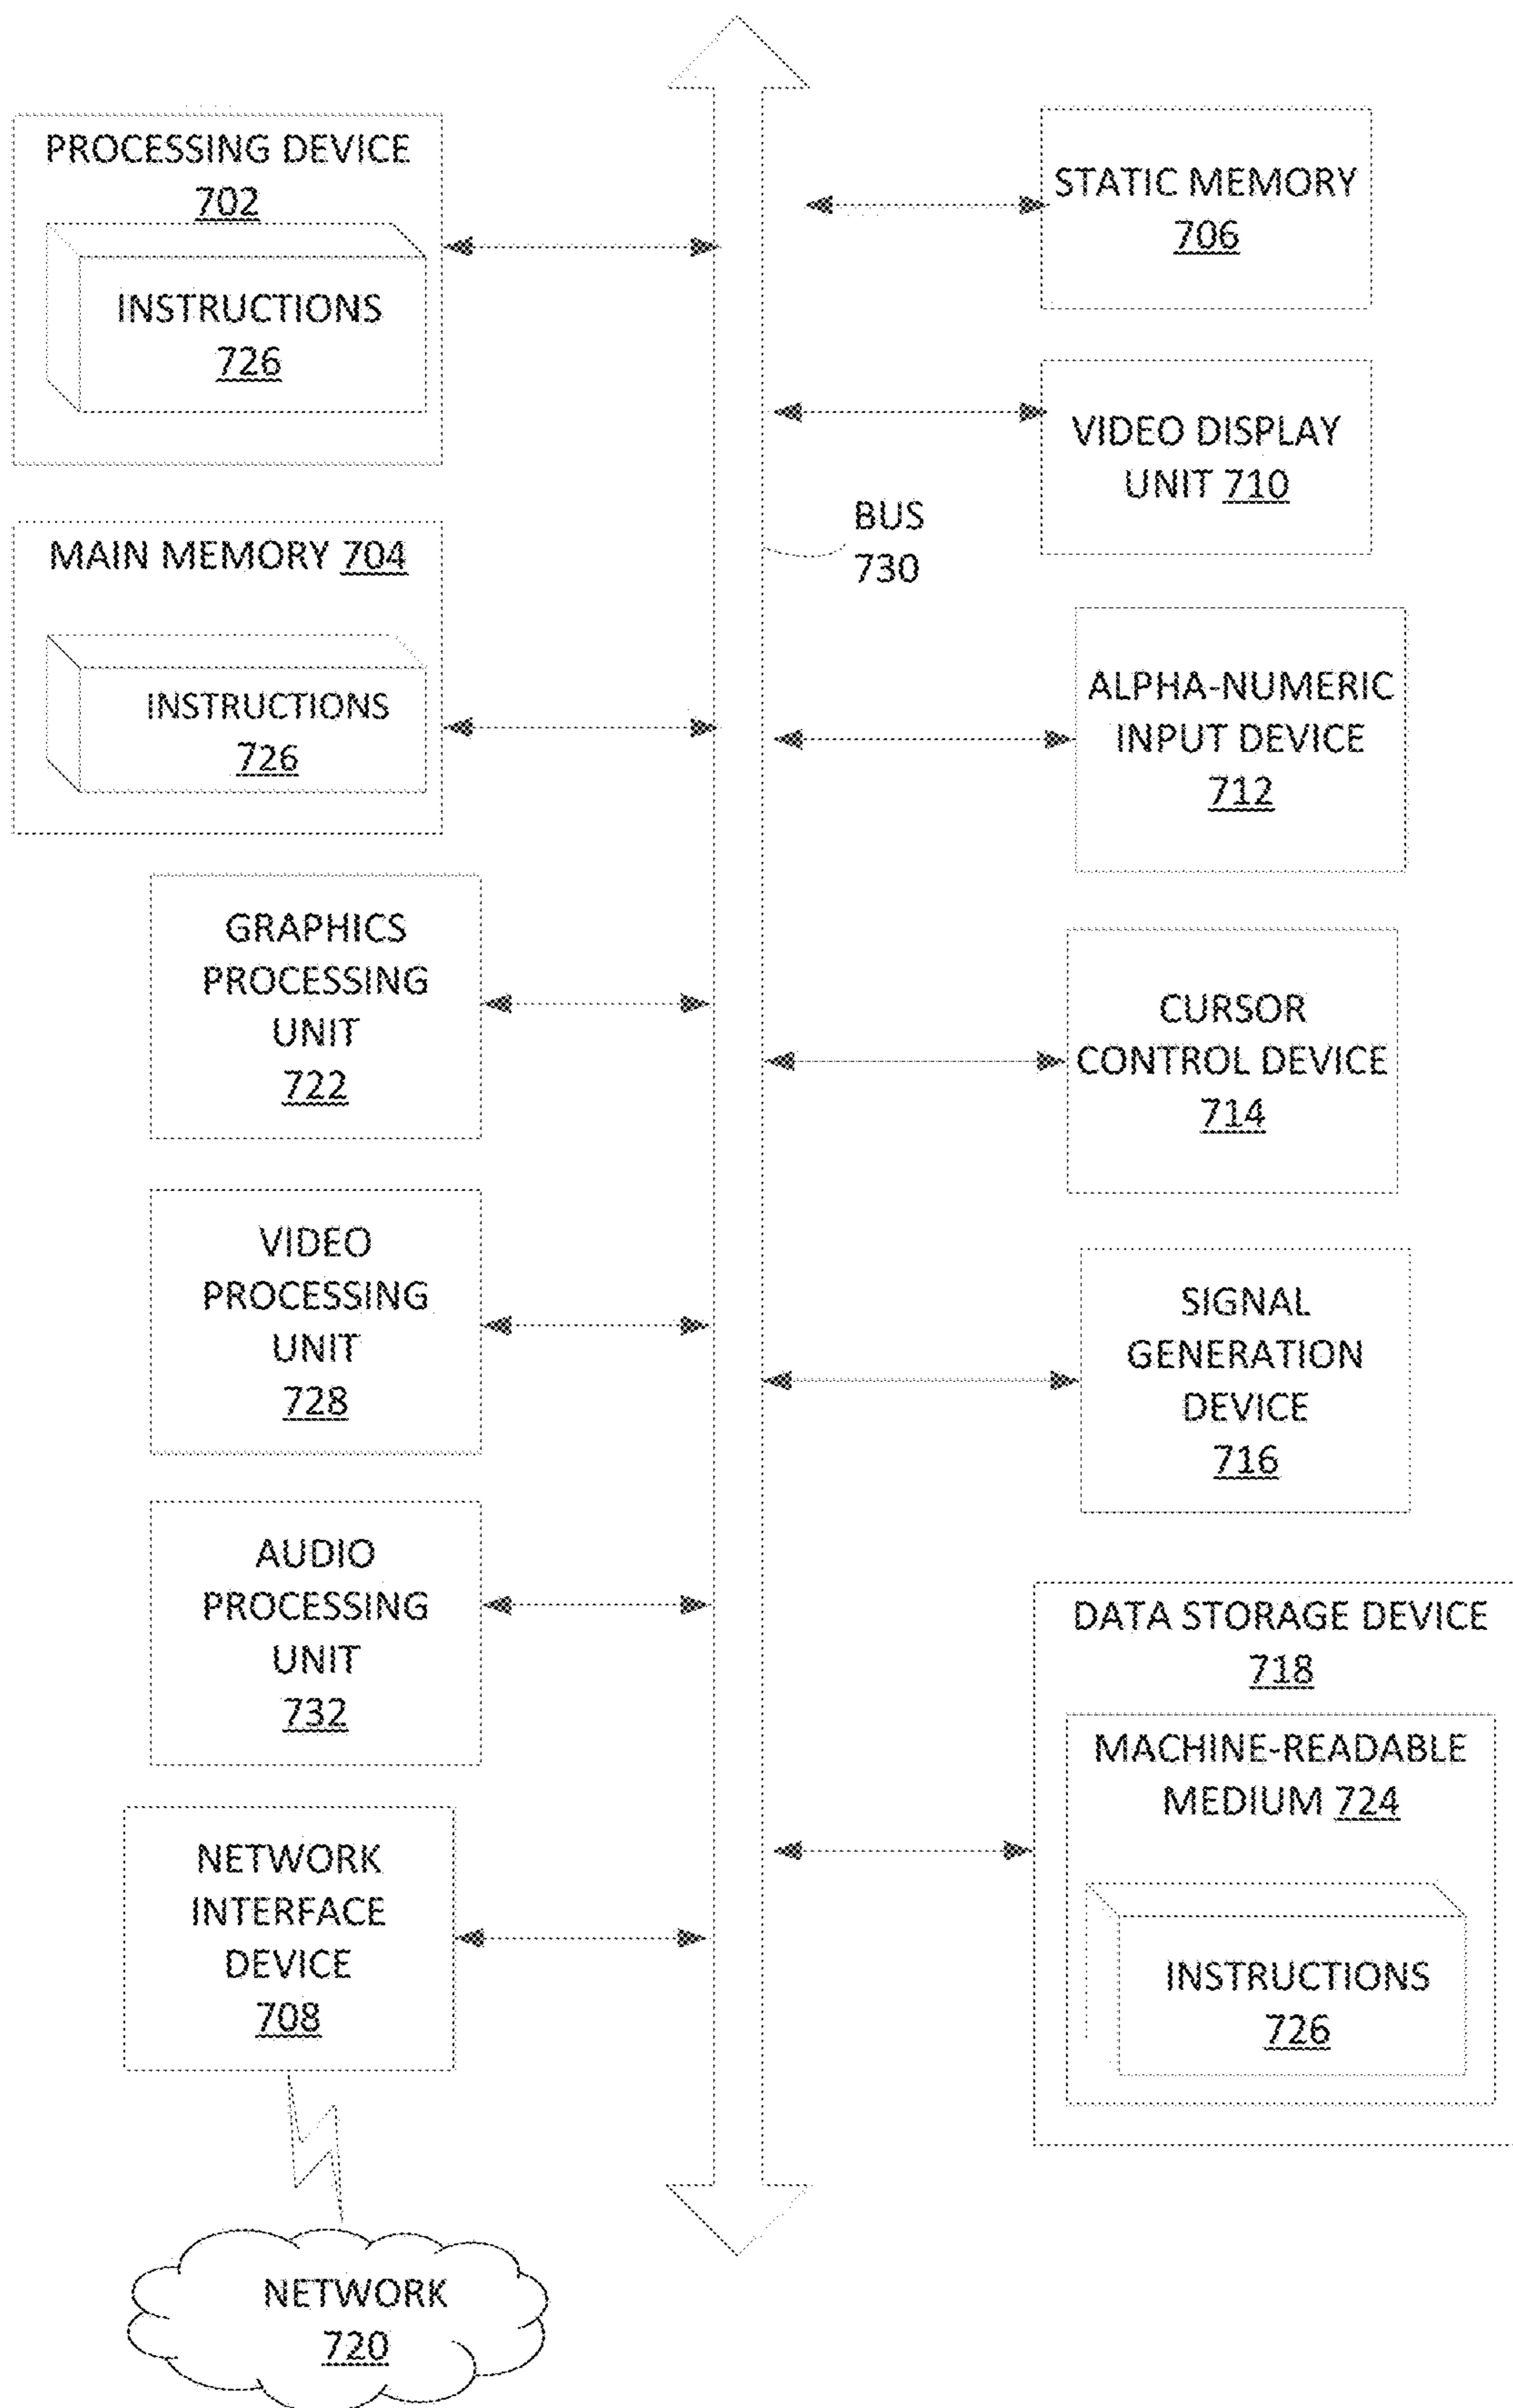 PROCESSING DEVICE
702
INSTRUCTIONS
726
MAIN MEMORY 704
INSTRUCTIONS
726
GRAPHICS
PROCESSING
UNIT
722
VIDEO
PROCESSING
UNIT
728
AUDIO
PROCESSING
UNIT
732
NETWORK
INTERFACE
DEVICE
708
NETWORK
720
BUS
730
STATIC MEMORY
706
VIDEO DISPLAY
UNIT 710
ALPHA-NUMERIC
INPUT DEVICE
712
CURSOR
CONTROL DEVICE
714
SIGNAL
GENERATION
DEVICE
716
DATA STORAGE DEVICE
718
MACHINE-READABLE
MEDIUM 724
INSTRUCTIONS
726